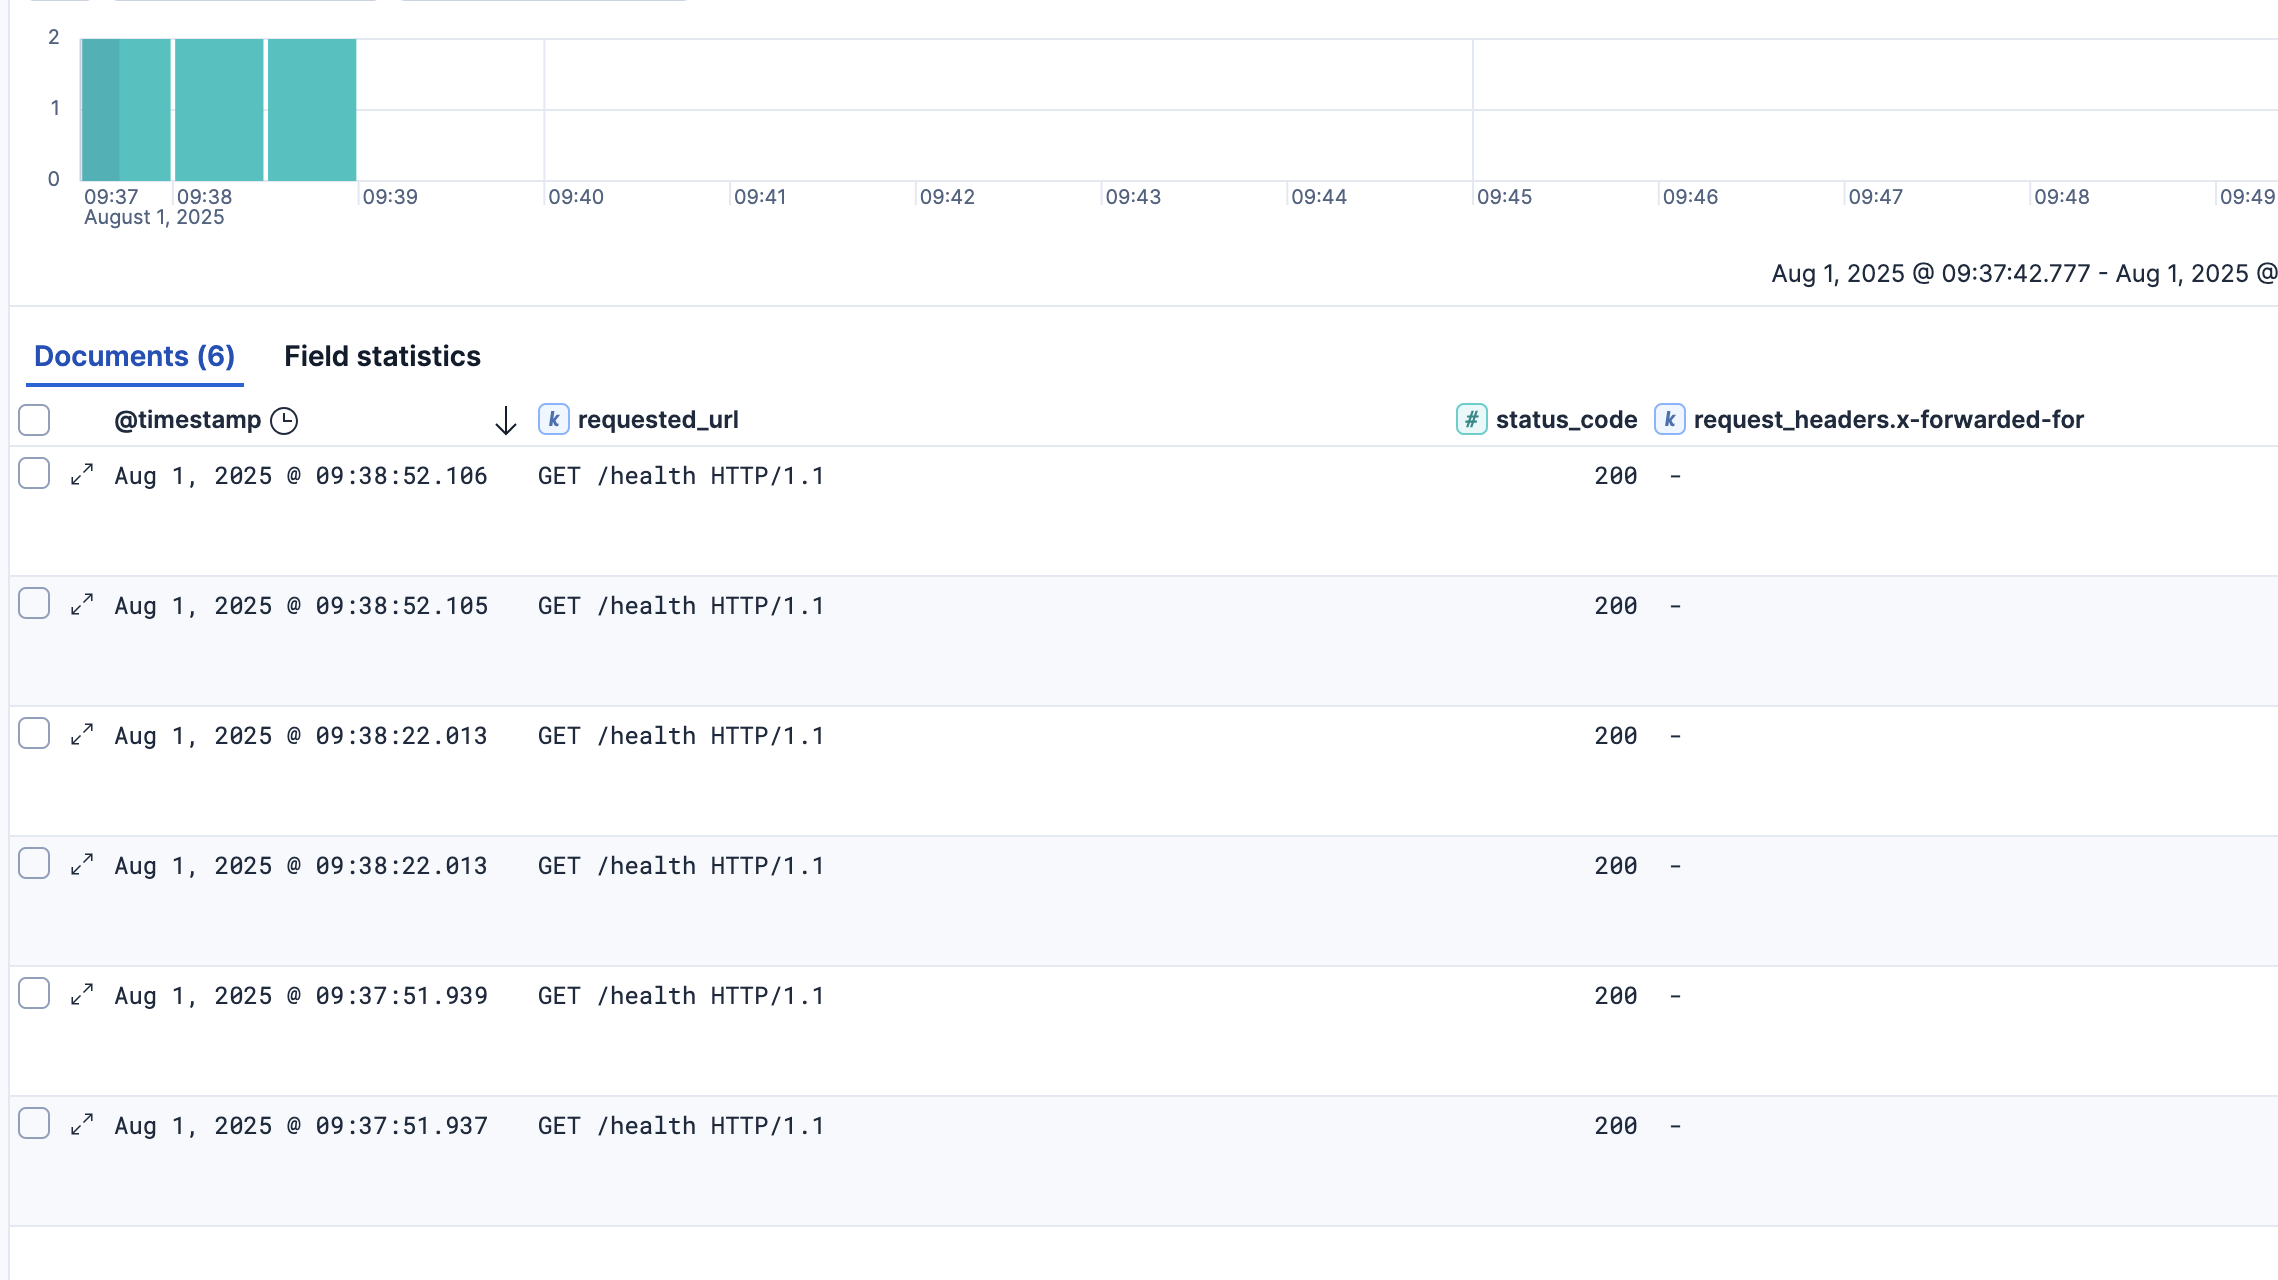 2
1
0
09:37 09:38 09:39 09:40 09:41 09:42 09:43 09:44 09:45 09:46 09:47 09:48 09:49
August 1, 2025
Aug 1, 2025 @ 09:37:42.777 - Aug 1, 2025 @
Documents (6) Field statistics
@timestamp k requested_url # status_code k request_headers.x-forwarded-for
Aug 1, 2025 @ 09:38:52.106 GET /health HTTP/1.1 200 -
Aug 1, 2025 @ 09:38:52.105 GET /health HTTP/1.1 200 -
Aug 1, 2025 @ 09:38:22.013 GET /health HTTP/1.1 200 -
Aug 1, 2025 @ 09:38:22.013 GET /health HTTP/1.1 200 -
Aug 1, 2025 @ 09:37:51.939 GET /health HTTP/1.1 200 -
Aug 1, 2025 @ 09:37:51.937 GET /health HTTP/1.1 200 -